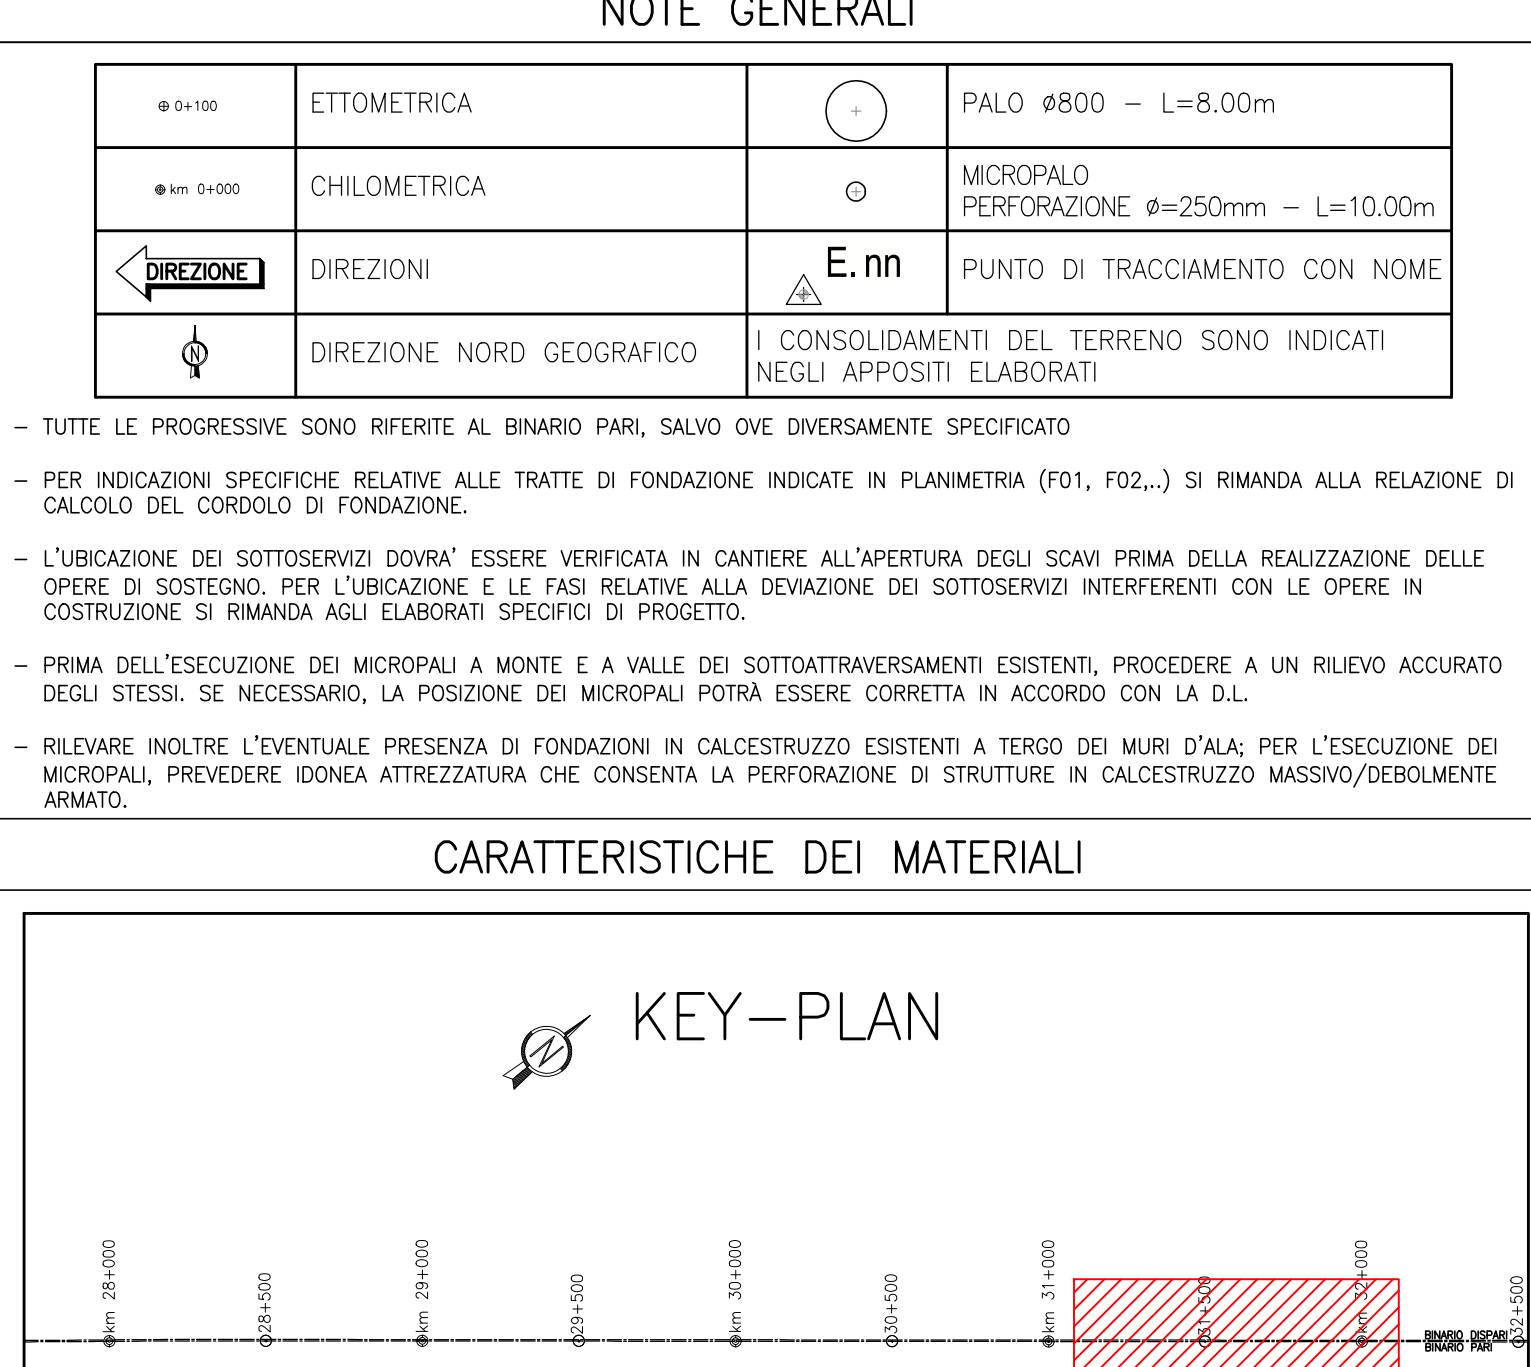 NOTE GENERALI
0+100 ETTOMETRICA PALO Ø800 – L=8.00m
km 0+000 CHILOMETRICA MICROPALO
PERFORAZIONE Ø=250mm – L=10.00m
DIREZIONE DIREZIONI E.nn PUNTO DI TRACCIAMENTO CON NOME
N DIREZIONE NORD GEOGRAFICO I CONSOLIDAMENTI DEL TERRENO SONO INDICATI
NEGLI APPOSITI ELABORATI
– TUTTE LE PROGRESSIVE SONO RIFERITE AL BINARIO PARI, SALVO OVE DIVERSAMENTE SPECIFICATO
– PER INDICAZIONI SPECIFICHE RELATIVE ALLE TRATTE DI FONDAZIONE INDICATE IN PLANIMETRIA (F01, F02,..) SI RIMANDA ALLA RELAZIONE DI
CALCOLO DEL CORDOLO DI FONDAZIONE.
– L'UBICAZIONE DEI SOTTOSERVIZI DOVRA' ESSERE VERIFICATA IN CANTIERE ALL'APERTURA DEGLI SCAVI PRIMA DELLA REALIZZAZIONE DELLE
OPERE DI SOSTEGNO. PER L'UBICAZIONE E LE FASI RELATIVE ALLA DEVIAZIONE DEI SOTTOSERVIZI INTERFERENTI CON LE OPERE IN
COSTRUZIONE SI RIMANDA AGLI ELABORATI SPECIFICI DI PROGETTO.
– PRIMA DELL'ESECUZIONE DEI MICROPALI A MONTE E A VALLE DEI SOTTOATTRAVERSAMENTI ESISTENTI, PROCEDERE A UN RILIEVO ACCURATO
DEGLI STESSI. SE NECESSARIO, LA POSIZIONE DEI MICROPALI POTRÀ ESSERE CORRETTA IN ACCORDO CON LA D.L.
– RILEVARE INOLTRE L'EVENTUALE PRESENZA DI FONDAZIONI IN CALCESTRUZZO ESISTENTI A TERGO DEI MURI D'ALA; PER L'ESECUZIONE DEI
MICROPALI, PREVEDERE IDONEA ATTREZZATURA CHE CONSENTA LA PERFORAZIONE DI STRUTTURE IN CALCESTRUZZO MASSIVO/DEBOLMENTE
ARMATO.
CARATTERISTICHE DEI MATERIALI
N KEY–PLAN
km 28+000
28+500
km 29+000
29+500
km 30+000
30+500
km 31+000
31+500
km 32+000
32+500
BINARIO DISPARI
BINARIO PARI